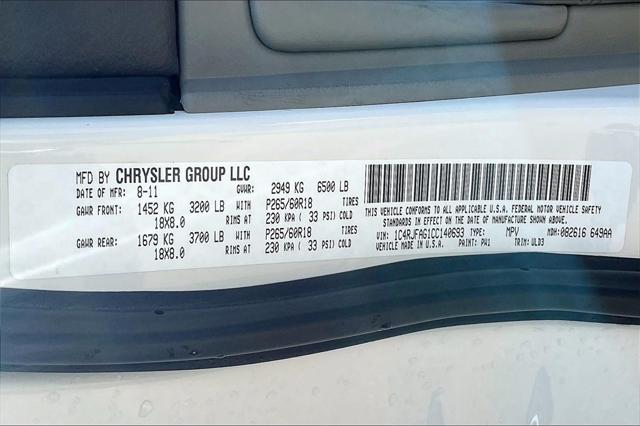 MFD BY CHRYSLER GROUP LLC
DATE OF MFR: 8-11 GVWR: 2949 KG 6500 LB
GAWR FRONT: 1452 KG 3200 LB WITH P265/60R18 TIRES
18X8.0 RIMS AT 230 KPA ( 33 PSI) COLD
GAWR REAR: 1679 KG 3700 LB WITH P265/60R18 TIRES
18X8.0 RIMS AT 230 KPA ( 33 PSI) COLD
THIS VEHICLE CONFORMS TO ALL APPLICABLE U.S.A. FEDERAL MOTOR VEHICLE SAFETY
STANDARDS IN EFFECT ON THE DATE OF MANUFACTURE SHOWN ABOVE.
VIN: 1C4RJFAG1CC140693 TYPE: MPV MDH: 082616 649AA
MADE IN U.S.A. PAINT: PW1 TRIM: ULD3